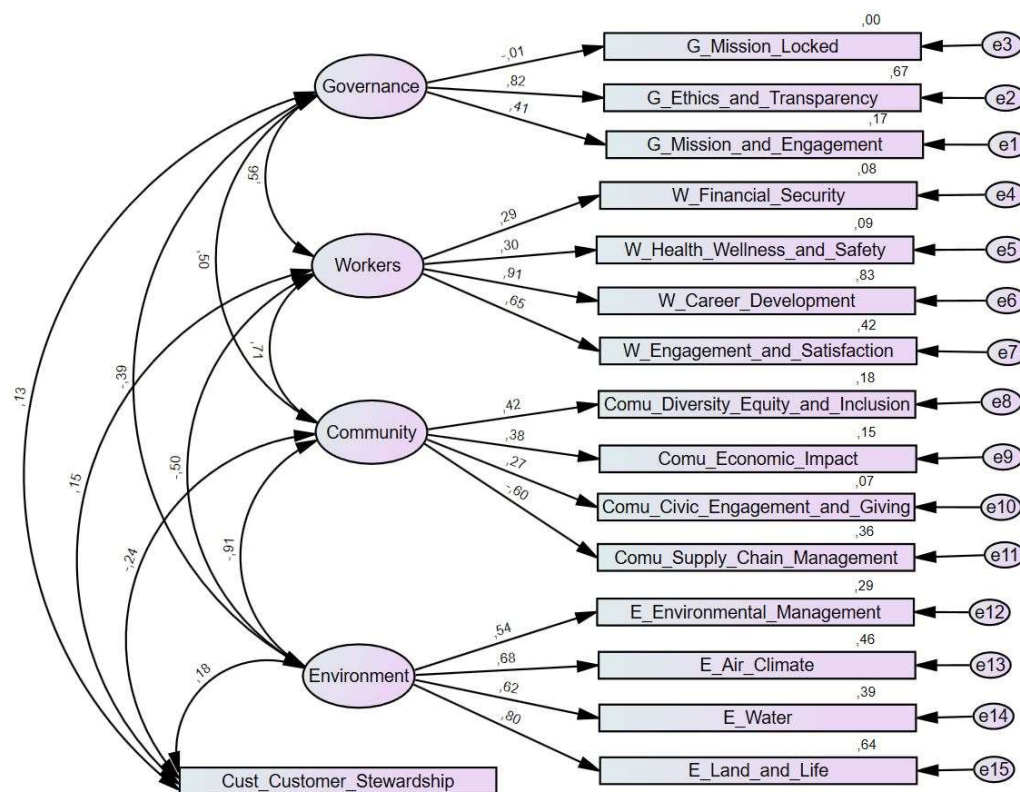 ,00
G_Mission_Locked
e3
-,01
,67
Governance
,82
G_Ethics_and_Transparency
e2
,41
,17
G_Mission_and_Engagement
e1
,08
,56
,29
W_Financial_Security
e4
,09
,50
Workers
,30
W_Health_Wellness_and_Safety
e5
,83
,91
W_Career_Development
e6
,65
,42
W_Engagement_and_Satisfaction
e7
,71
,13
-,39
,18
,42
Comu_Diversity_Equity_and_Inclusion
e8
Community
,15
,38
Comu_Economic_Impact
e9
,15
-,50
,07
,27
Comu_Civic_Engagement_and_Giving
e10
-,60
,36
-,24
-,91
Comu_Supply_Chain_Management
e11
,29
,54
E_Environmental_Management
e12
,46
,18
Environment
,68
E_Air_Climate
e13
,39
,62
E_Water
e14
,80
,64
E_Land_and_Life
e15
Cust_Customer_Stewardship